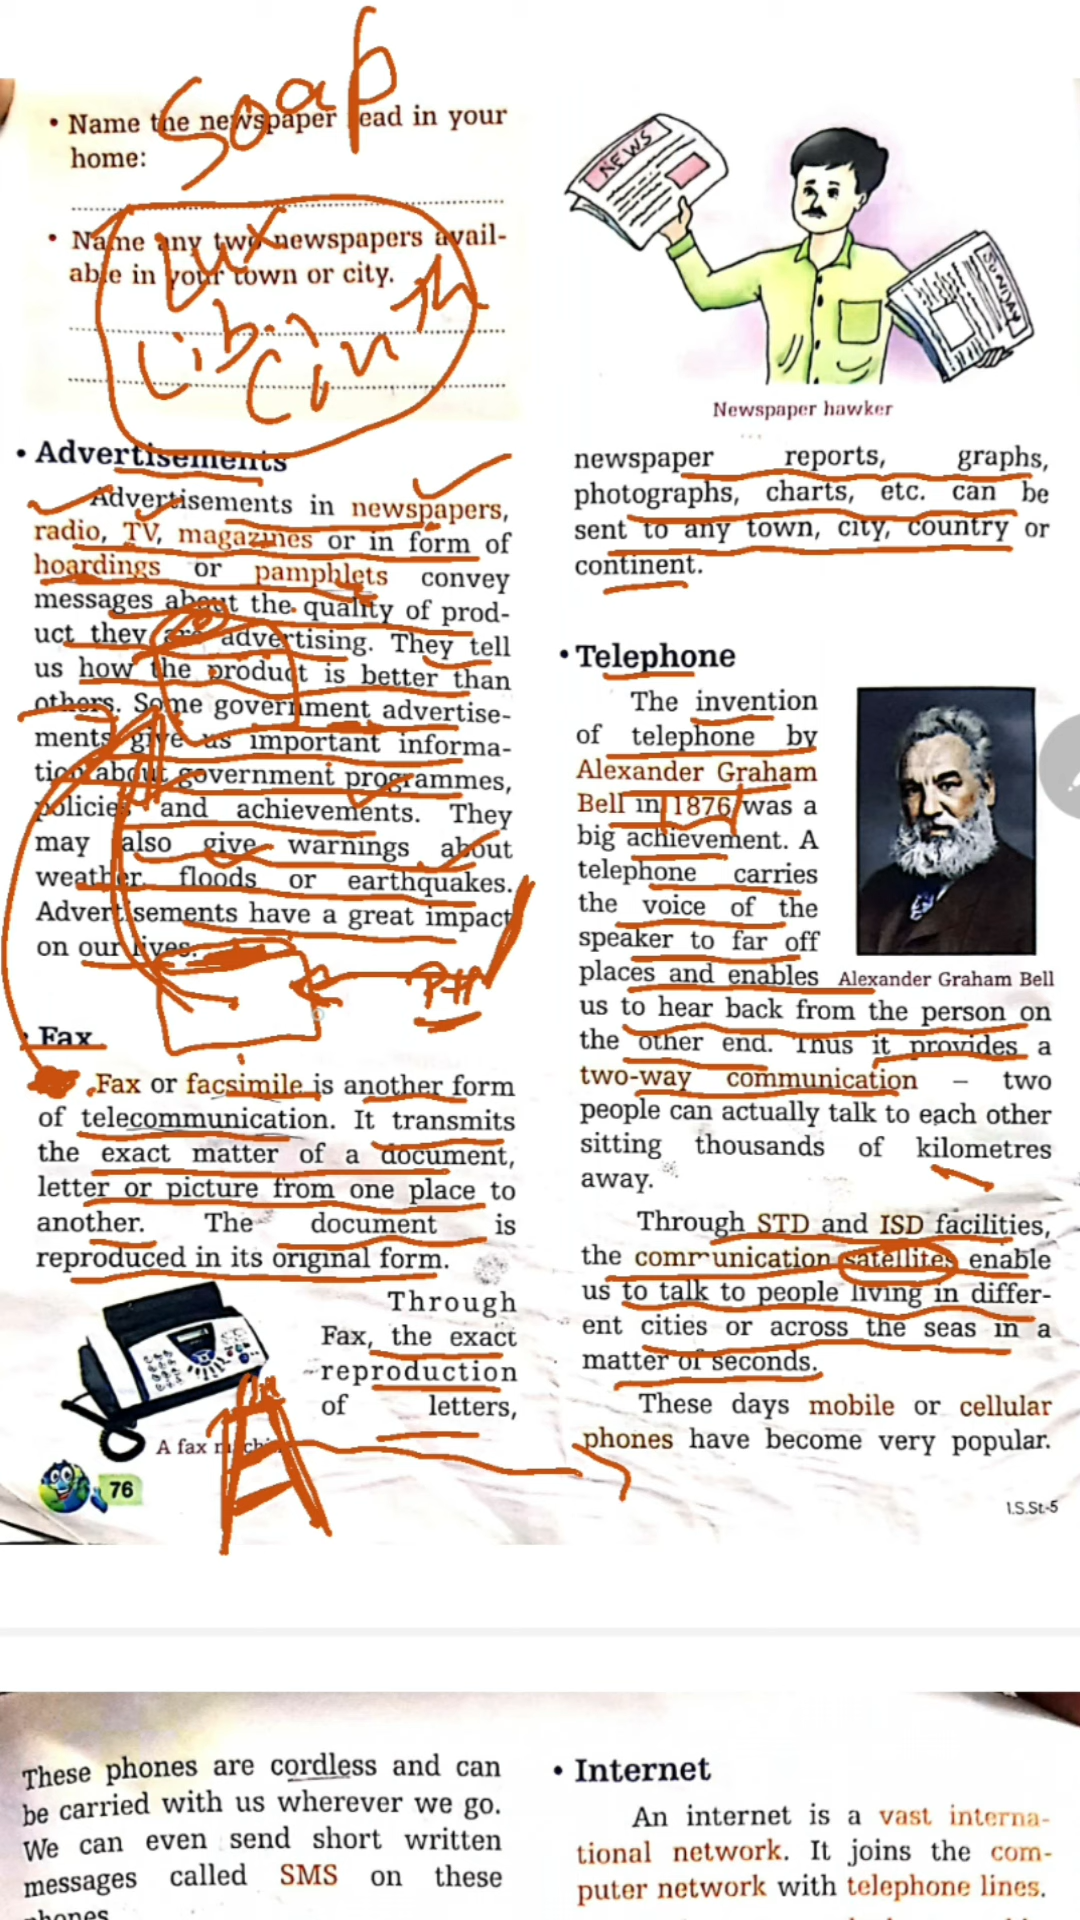 soap
• Name the newspaper read in your
home:
• Name any two newspapers avail-
able in your town or city.
Lux
• Advertisements
Advertisements in newspapers,
radio, TV, magazines or in form of
hoardings or pamphlets convey
messages about the quality of prod-
uct they are advertising. They tell
us how the product is better than
others. Some government advertise-
ments give us important informa-
tion about government programmes,
policies and achievements. They
may also give warnings about
weather, floods or earthquakes.
Advertisements have a great impact
on our lives.
• Fax
Fax or facsimile is another form
of telecommunication. It transmits
the exact matter of a document,
letter or picture from one place to
another. The document is
reproduced in its original form.
Through
Fax, the exact
reproduction
of letters,
A fax machine
76
NEWS
SUNDAY
Newspaper hawker
newspaper reports, graphs,
photographs, charts, etc. can be
sent to any town, city, country or
continent.
• Telephone
The invention
of telephone by
Alexander Graham
Bell in 1876 was a
big achievement. A
telephone carries
the voice of the
speaker to far off
places and enables
Alexander Graham Bell
us to hear back from the person on
the other end. Thus it provides a
two-way communication – two
people can actually talk to each other
sitting thousands of kilometres
away.
Through STD and ISD facilities,
the communication satellites enable
us to talk to people living in differ-
ent cities or across the seas in a
matter of seconds.
These days mobile or cellular
phones have become very popular.
I.S.St-5
These phones are cordless and can
be carried with us wherever we go.
We can even send short written
messages called SMS on these
phones
• Internet
An internet is a vast interna-
tional network. It joins the com-
puter network with telephone lines.